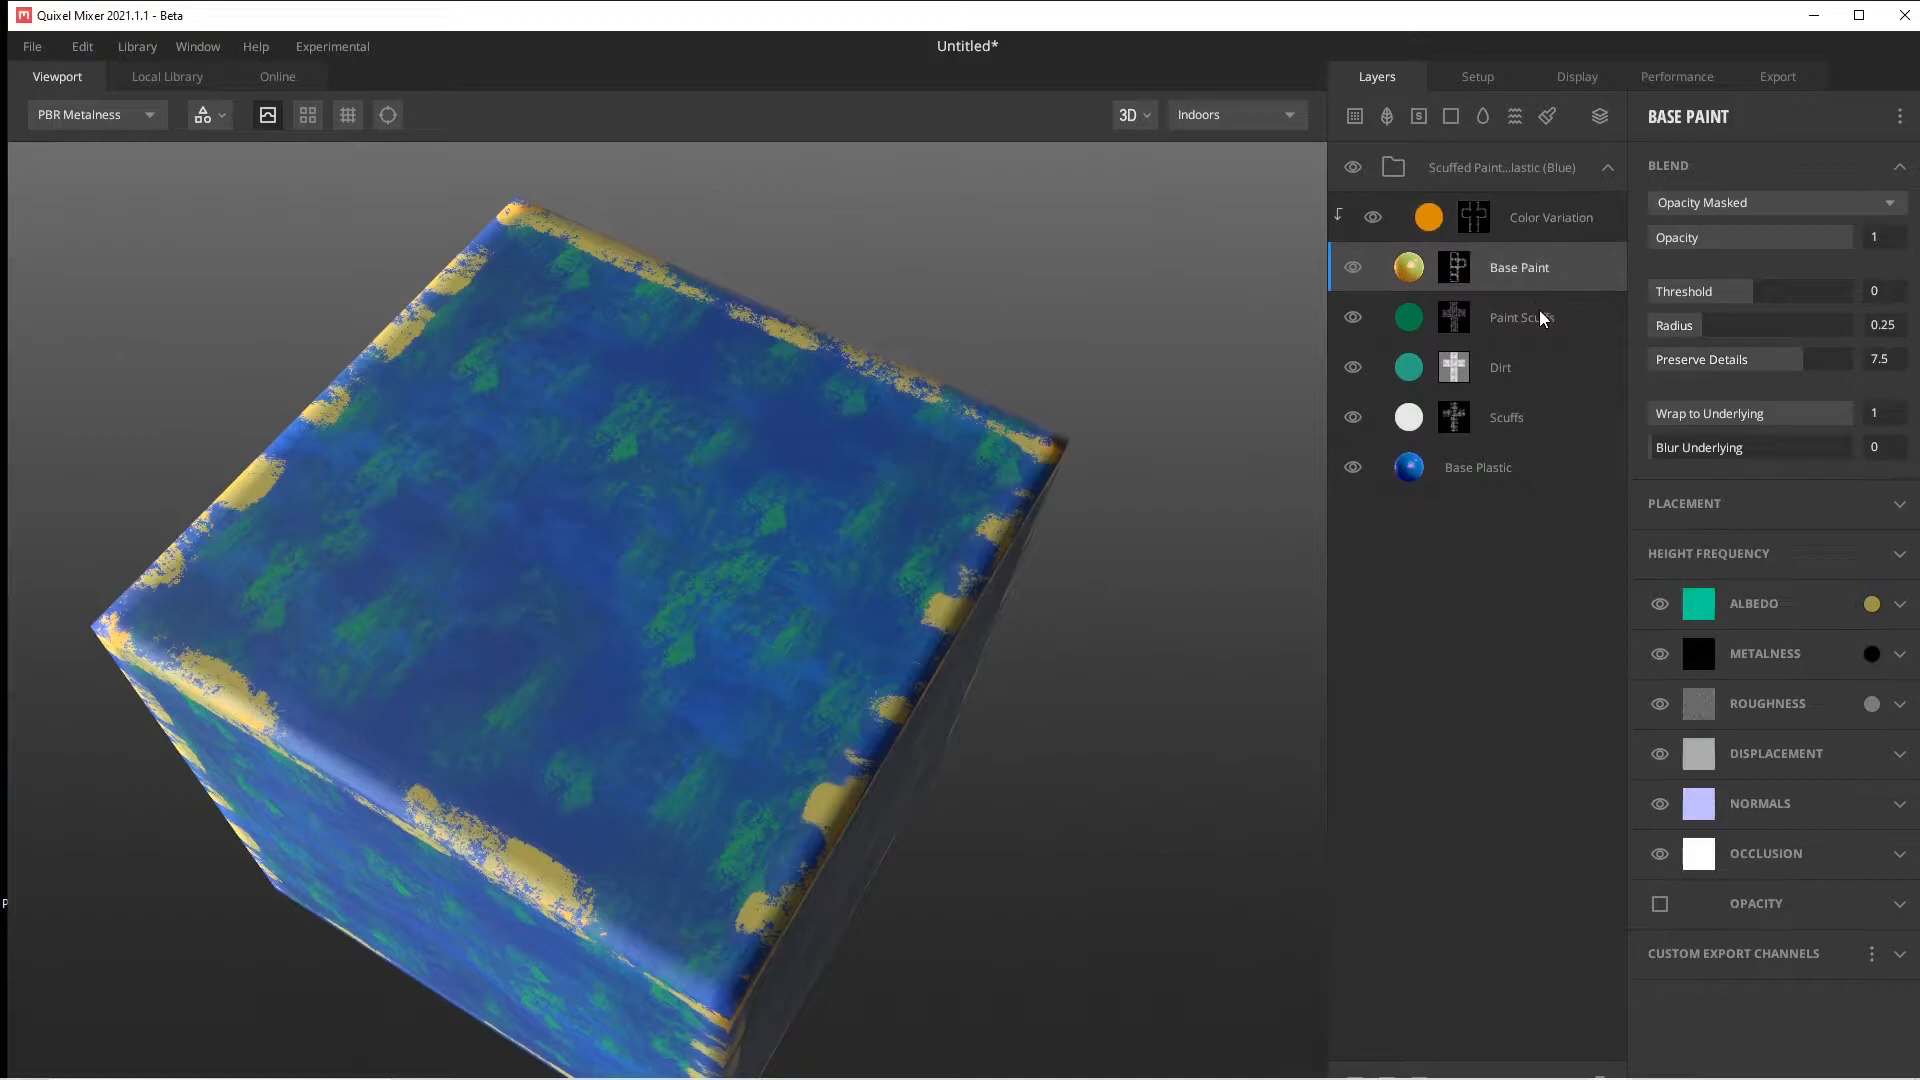 Quixel Mixer 2021.1.1 - Beta
File Edit Library Window Help Experimental
Untitled*
Viewport Local Library Online
Layers Setup Display Performance Export
PBR Metalness
3D
Indoors
BASE PAINT
Scuffed Paint...lastic (Blue)
Color Variation
Base Paint
Paint Scuffs
Dirt
Scuffs
Base Plastic
BLEND
Opacity Masked
Opacity 1
Threshold 0
Radius 0.25
Preserve Details 7.5
Wrap to Underlying 1
Blur Underlying 0
PLACEMENT
HEIGHT FREQUENCY
ALBEDO
METALNESS
ROUGHNESS
DISPLACEMENT
NORMALS
OCCLUSION
OPACITY
CUSTOM EXPORT CHANNELS